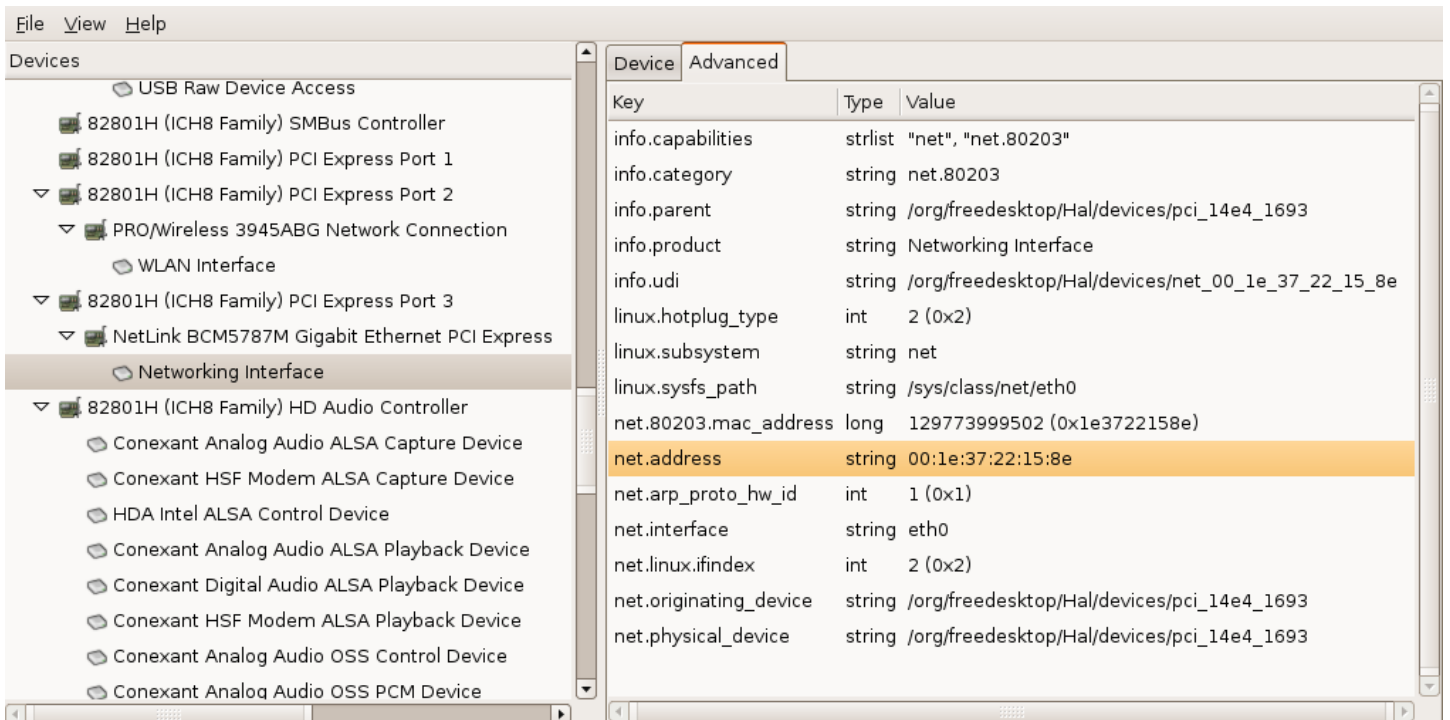 File View Help
Devices
USB Raw Device Access
82801H (ICH8 Family) SMBus Controller
82801H (ICH8 Family) PCI Express Port 1
82801H (ICH8 Family) PCI Express Port 2
PRO/Wireless 3945ABG Network Connection
WLAN Interface
82801H (ICH8 Family) PCI Express Port 3
NetLink BCM5787M Gigabit Ethernet PCI Express
Networking Interface
82801H (ICH8 Family) HD Audio Controller
Conexant Analog Audio ALSA Capture Device
Conexant HSF Modem ALSA Capture Device
HDA Intel ALSA Control Device
Conexant Analog Audio ALSA Playback Device
Conexant Digital Audio ALSA Playback Device
Conexant HSF Modem ALSA Playback Device
Conexant Analog Audio OSS Control Device
Conexant Analog Audio OSS PCM Device
Device Advanced
Key Type Value
info.capabilities strlist "net", "net.80203"
info.category string net.80203
info.parent string /org/freedesktop/Hal/devices/pci_14e4_1693
info.product string Networking Interface
info.udi string /org/freedesktop/Hal/devices/net_00_1e_37_22_15_8e
linux.hotplug_type int 2 (0x2)
linux.subsystem string net
linux.sysfs_path string /sys/class/net/eth0
net.80203.mac_address long 129773999502 (0x1e3722158e)
net.address string 00:1e:37:22:15:8e
net.arp_proto_hw_id int 1 (0x1)
net.interface string eth0
net.linux.ifindex int 2 (0x2)
net.originating_device string /org/freedesktop/Hal/devices/pci_14e4_1693
net.physical_device string /org/freedesktop/Hal/devices/pci_14e4_1693